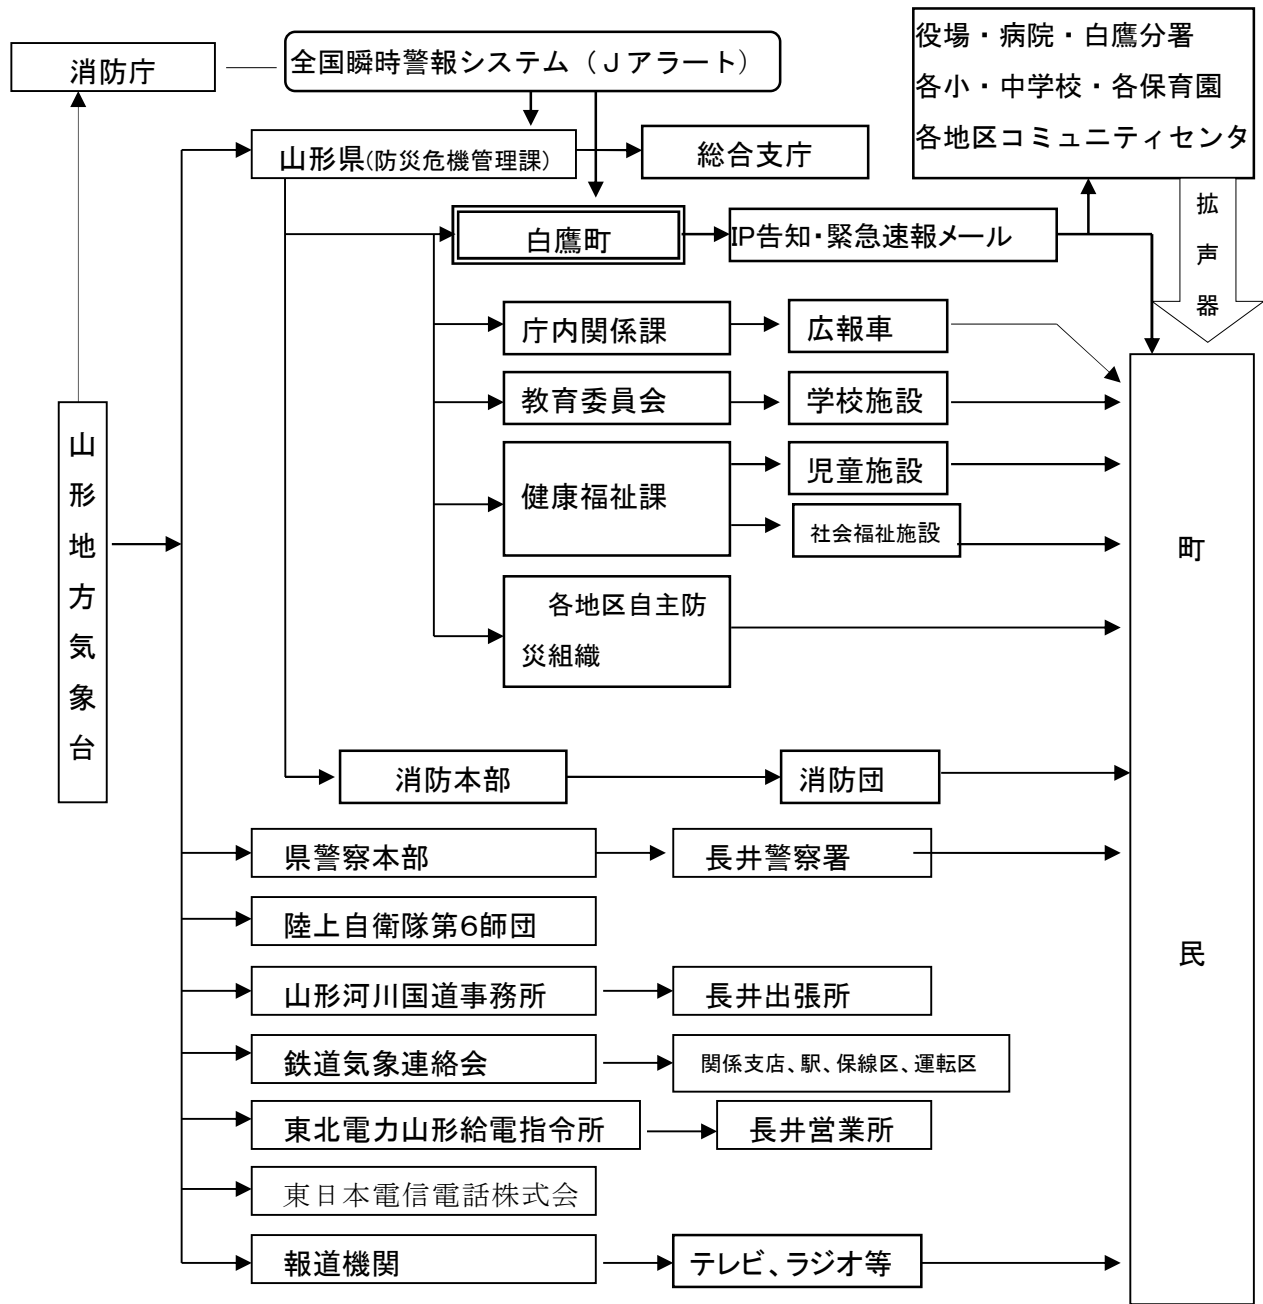 役場・病院・白鷹分署
各小・中学校・各保育園
各地区コミュニティセンタ
消防庁
全国瞬時警報システム（Ｊアラート）
山形県(防災危機管理課)
総合支庁
拡声器
白鷹町
IP告知・緊急速報メール
庁内関係課
広報車
教育委員会
学校施設
健康福祉課
児童施設
社会福祉施設
各地区自主防
災組織
山形地方気象台
町民
消防本部
消防団
県警察本部
長井警察署
陸上自衛隊第６師団
山形河川国道事務所
長井出張所
鉄道気象連絡会
関係支店、駅、保線区、運転区
東北電力山形給電指令所
長井営業所
東日本電信電話株式会
報道機関
テレビ、ラジオ等